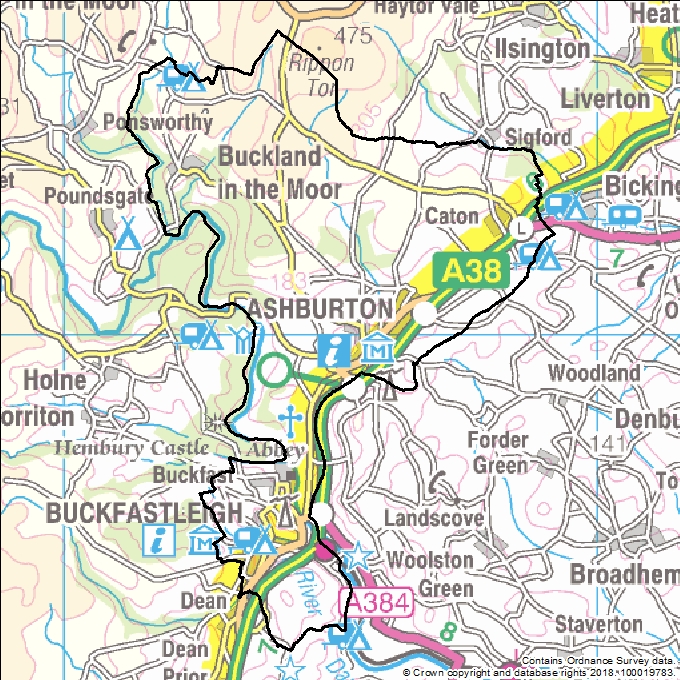 in the Moor
Haytor Vale
Heat
475
Ilsington
Rippon
Tor
Liverton
31
Ponsworthy
Sigford
Buckland
in the Moor
et
Poundsgat
Bicking
Caton
L
7
A38
183
ASHBURTON
i
M
Holne
Woodland
orriton
Denbu
Forder
Green
141
Hembury Castle
Abbey
Buckfast
To
BUCKFASTLEIGH
Landscove
i
M
Woolston
Green
Broadhem
Dean
River
A384
Staverton
8
Dean
Prior
Da
Contains Ordnance Survey data.
© Crown copyright and database rights 2018 100019783.